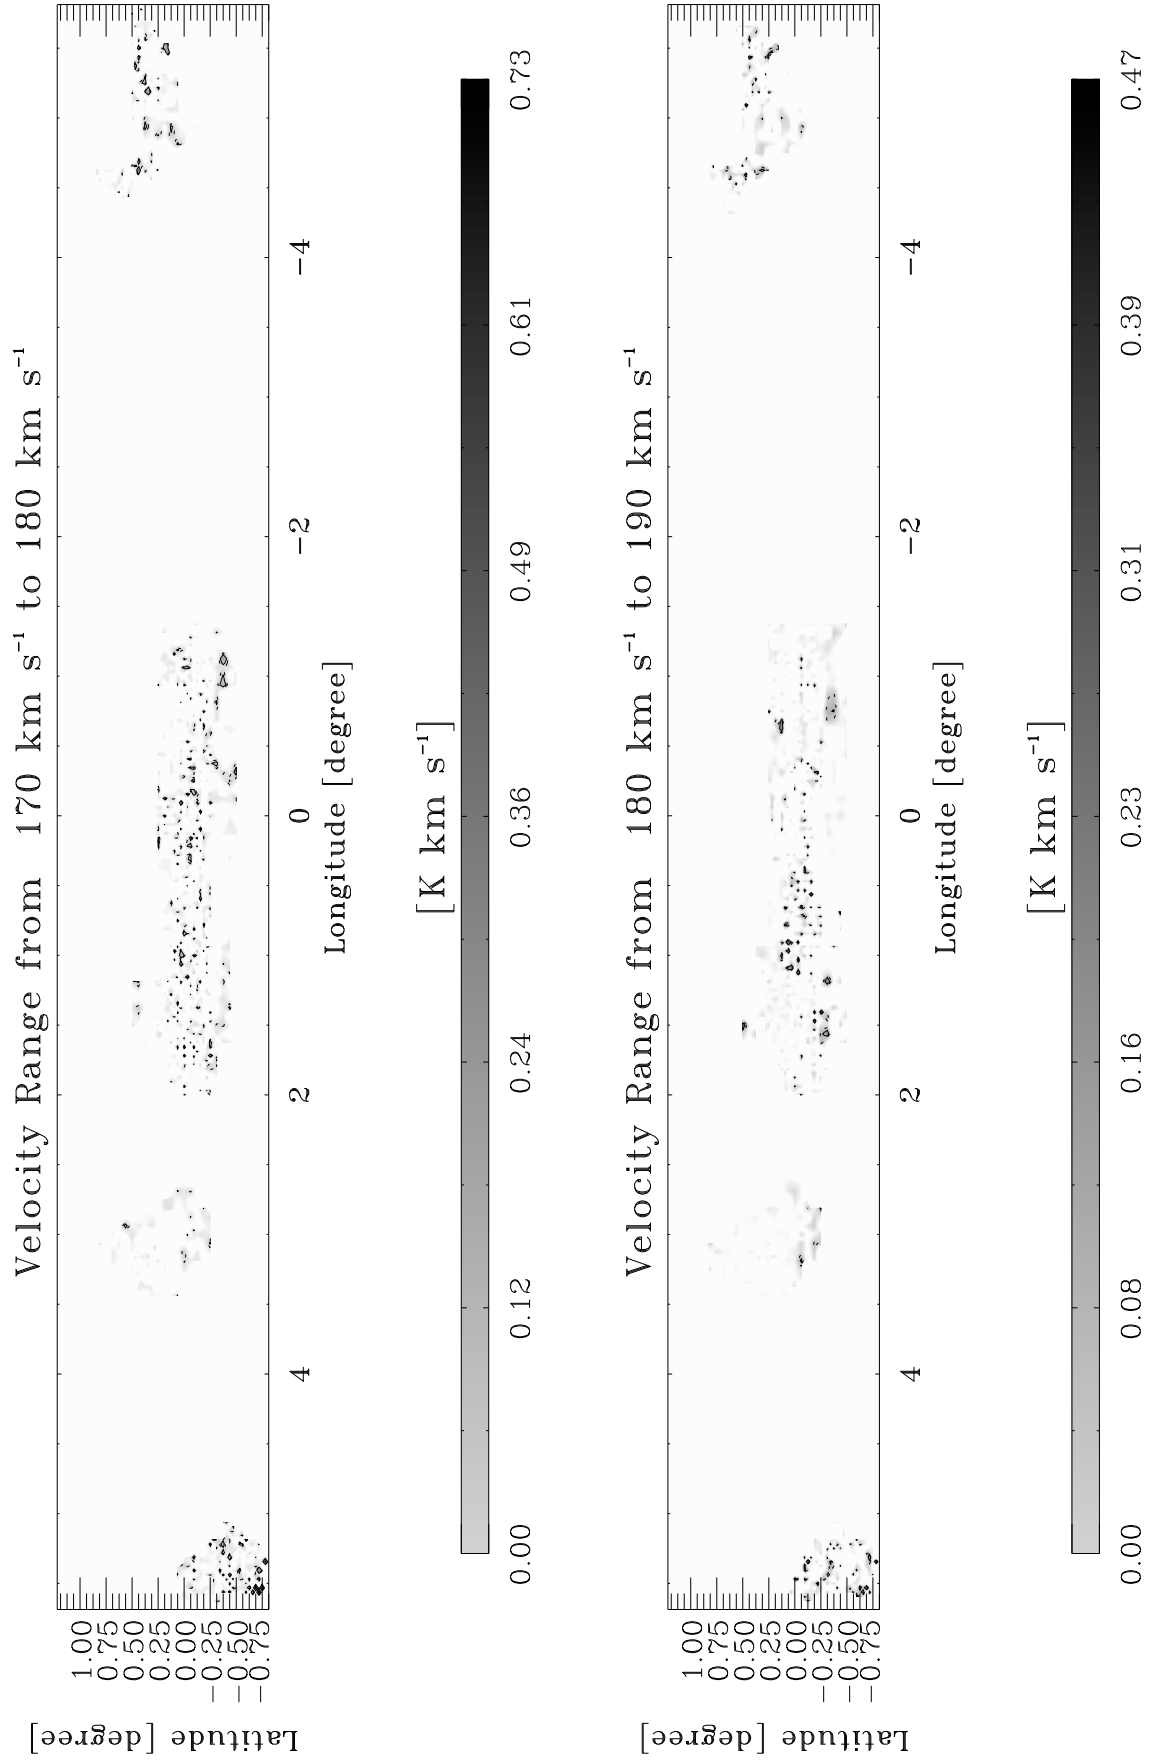 Velocity Range from 170 km s⁻¹ to 180 km s⁻¹
1.00
0.75
0.50
0.25
0.00
−0.25
−0.50
−0.75
Latitude [degree]
4 2 0 −2 −4
Longitude [degree]
[K km s⁻¹]
0.00 0.12 0.24 0.36 0.49 0.61 0.73
Velocity Range from 180 km s⁻¹ to 190 km s⁻¹
1.00
0.75
0.50
0.25
0.00
−0.25
−0.50
−0.75
Latitude [degree]
4 2 0 −2 −4
Longitude [degree]
[K km s⁻¹]
0.00 0.08 0.16 0.23 0.31 0.39 0.47